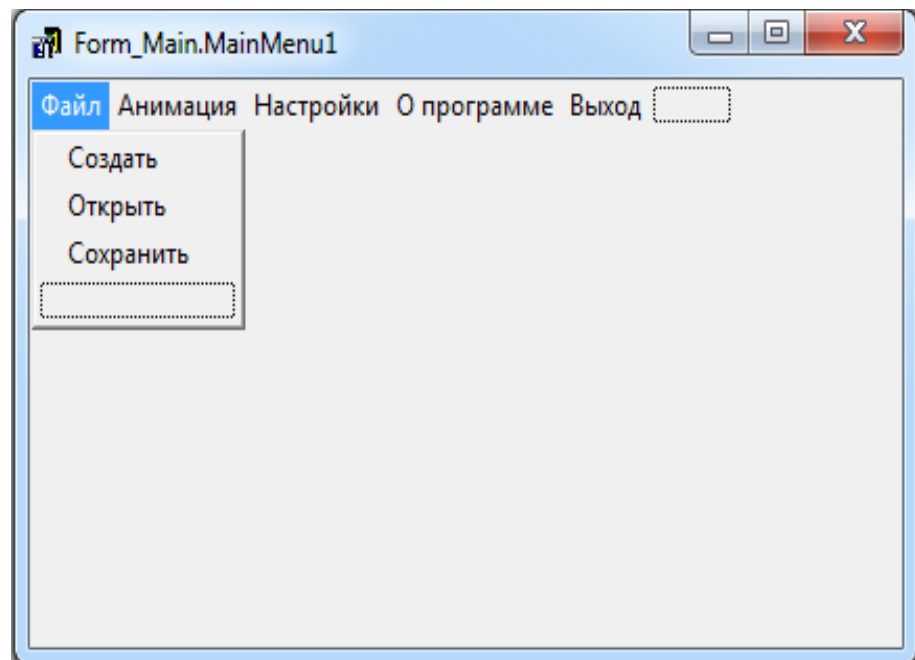 Form_Main.MainMenu1
Файл Анимация Настройки О программе Выход
Создать
Открыть
Сохранить